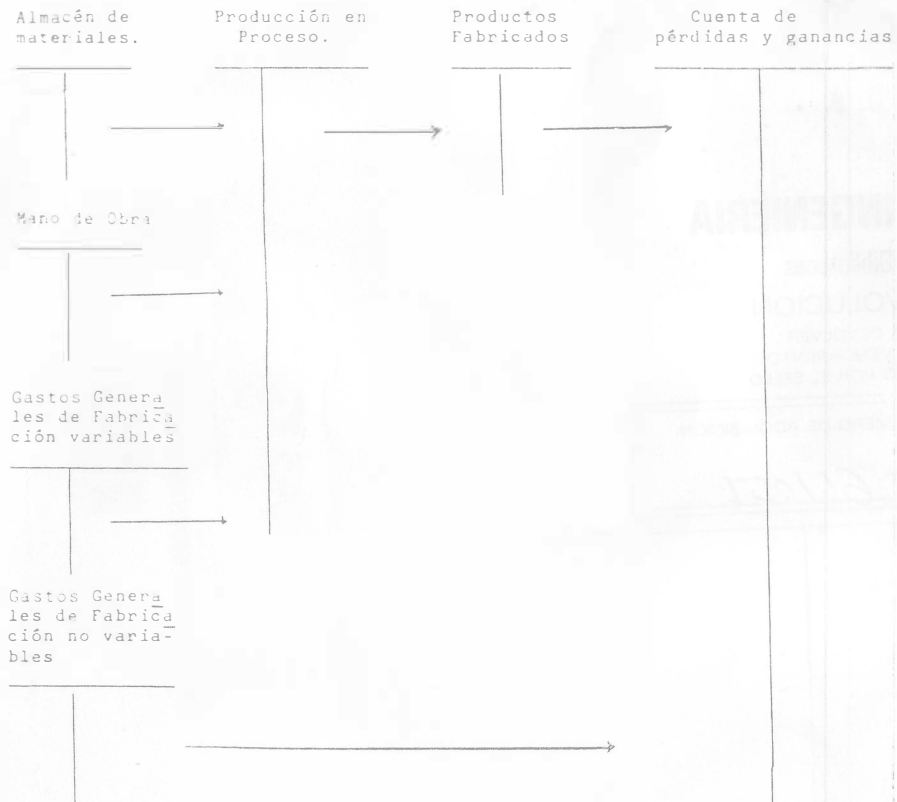 Almacén de
materiales.
Producción en
Proceso.
Productos
Fabricados
Cuenta de
pérdidas y ganancias
Mano de Obra
Gastos Genera
les de Fabrica
ción variables
Gastos Genera
les de Fabrica
ción no varia-
bles
INGENIERIA